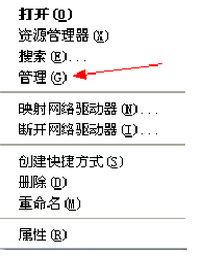 打开(O)
资源管理器(X)
搜索(E)...
管理(G)
映射网络驱动器(N)...
断开网络驱动器(I)...
创建快捷方式(S)
删除(D)
重命名(M)
属性(R)